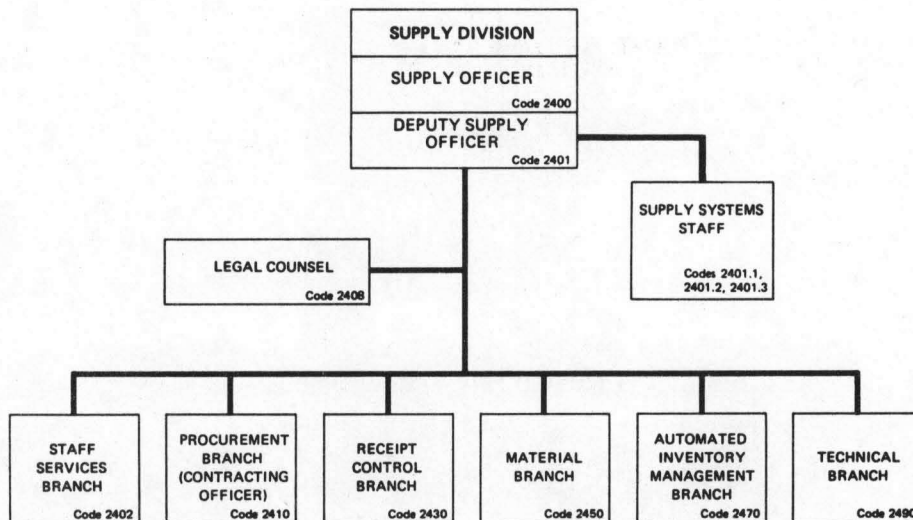 SUPPLY DIVISION
SUPPLY OFFICER
Code 2400
DEPUTY SUPPLY
OFFICER
Code 2401
SUPPLY SYSTEMS
STAFF
Codes 2401.1,
2401.2, 2401.3
LEGAL COUNSEL
Code 2408
STAFF
SERVICES
BRANCH
Code 2402
PROCUREMENT
BRANCH
(CONTRACTING
OFFICER)
Code 2410
RECEIPT
CONTROL
BRANCH
Code 2430
MATERIAL
BRANCH
Code 2450
AUTOMATED
INVENTORY
MANAGEMENT
BRANCH
Code 2470
TECHNICAL
BRANCH
Code 2490